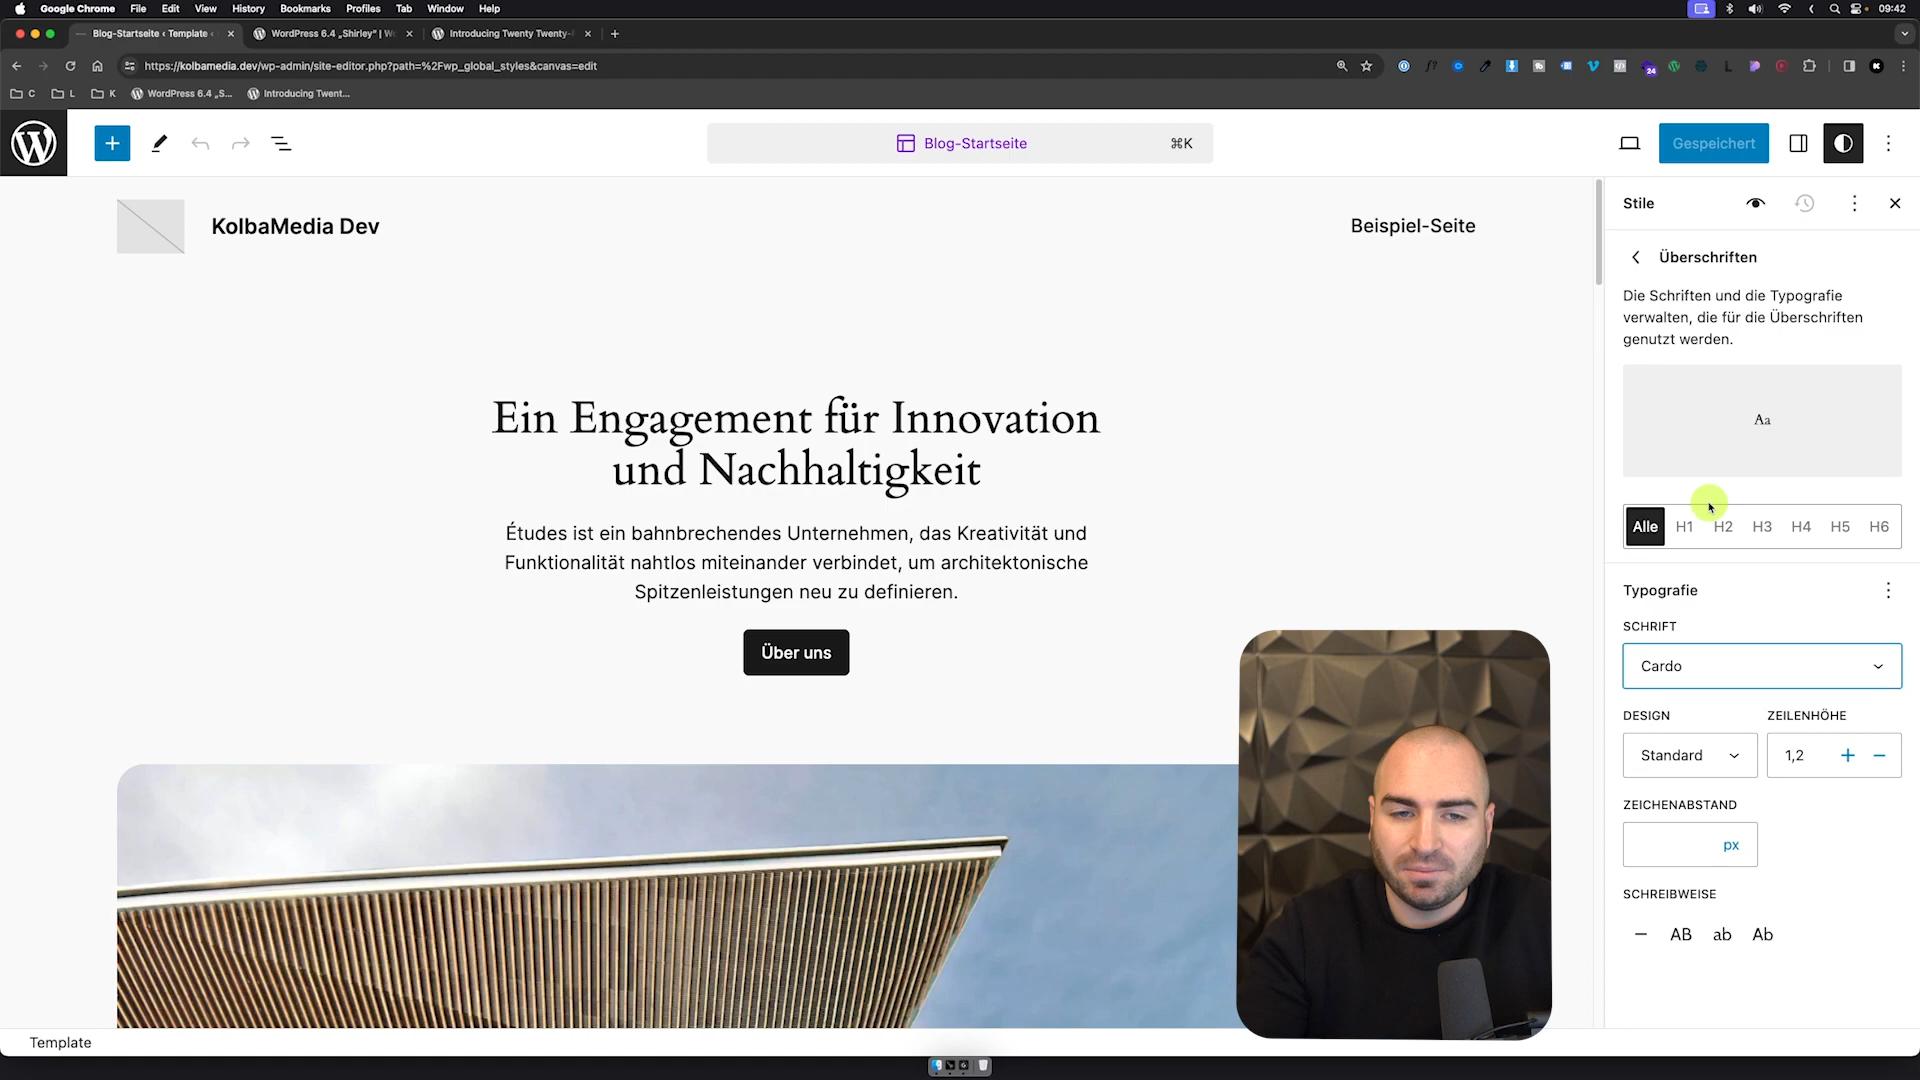 Google Chrome File Edit View History Bookmarks Profiles Tab Window Help 09:42
Blog-Startseite ‹ Template ‹ WordPress 6.4 „Shirley“ | W Introducing Twenty Twenty-
https://kolbamedia.dev/wp-admin/site-editor.php?path=%2Fwp_global_styles&canvas=edit
24
C L K WordPress 6.4 „S... Introducing Twent...
Blog-Startseite ⌘K Gespeichert
KolbaMedia Dev
Beispiel-Seite
Ein Engagement für Innovation
und Nachhaltigkeit
Études ist ein bahnbrechendes Unternehmen, das Kreativität und
Funktionalität nahtlos miteinander verbindet, um architektonische
Spitzenleistungen neu zu definieren.
Über uns
Stile
Überschriften
Die Schriften und die Typografie
verwalten, die für die Überschriften
genutzt werden.
Aa
Alle H1 H2 H3 H4 H5 H6
Typografie
SCHRIFT
Cardo
DESIGN ZEILENHÖHE
Standard 1,2 + −
ZEICHENABSTAND
px
SCHREIBWEISE
— AB ab Ab
Template